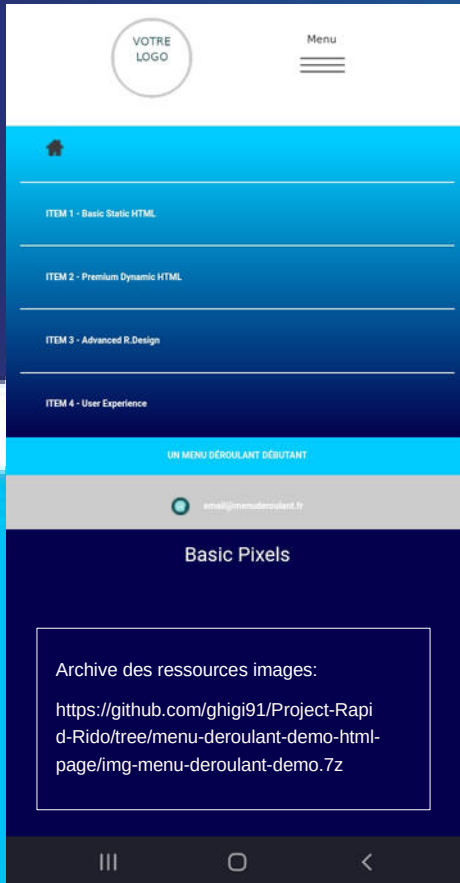 VOTRE
LOGO
Menu
ITEM 1 - Basic Static HTML
ITEM 2 - Premium Dynamic HTML
ITEM 3 - Advanced R.Design
ITEM 4 - User Experience
UN MENU DÉROULANT DÉBUTANT
email@menuderoulant.fr
Basic Pixels
Archive des ressources images:
https://github.com/ghigi91/Project-Rapi
d-Rido/tree/menu-deroulant-demo-html-
page/img-menu-deroulant-demo.7z